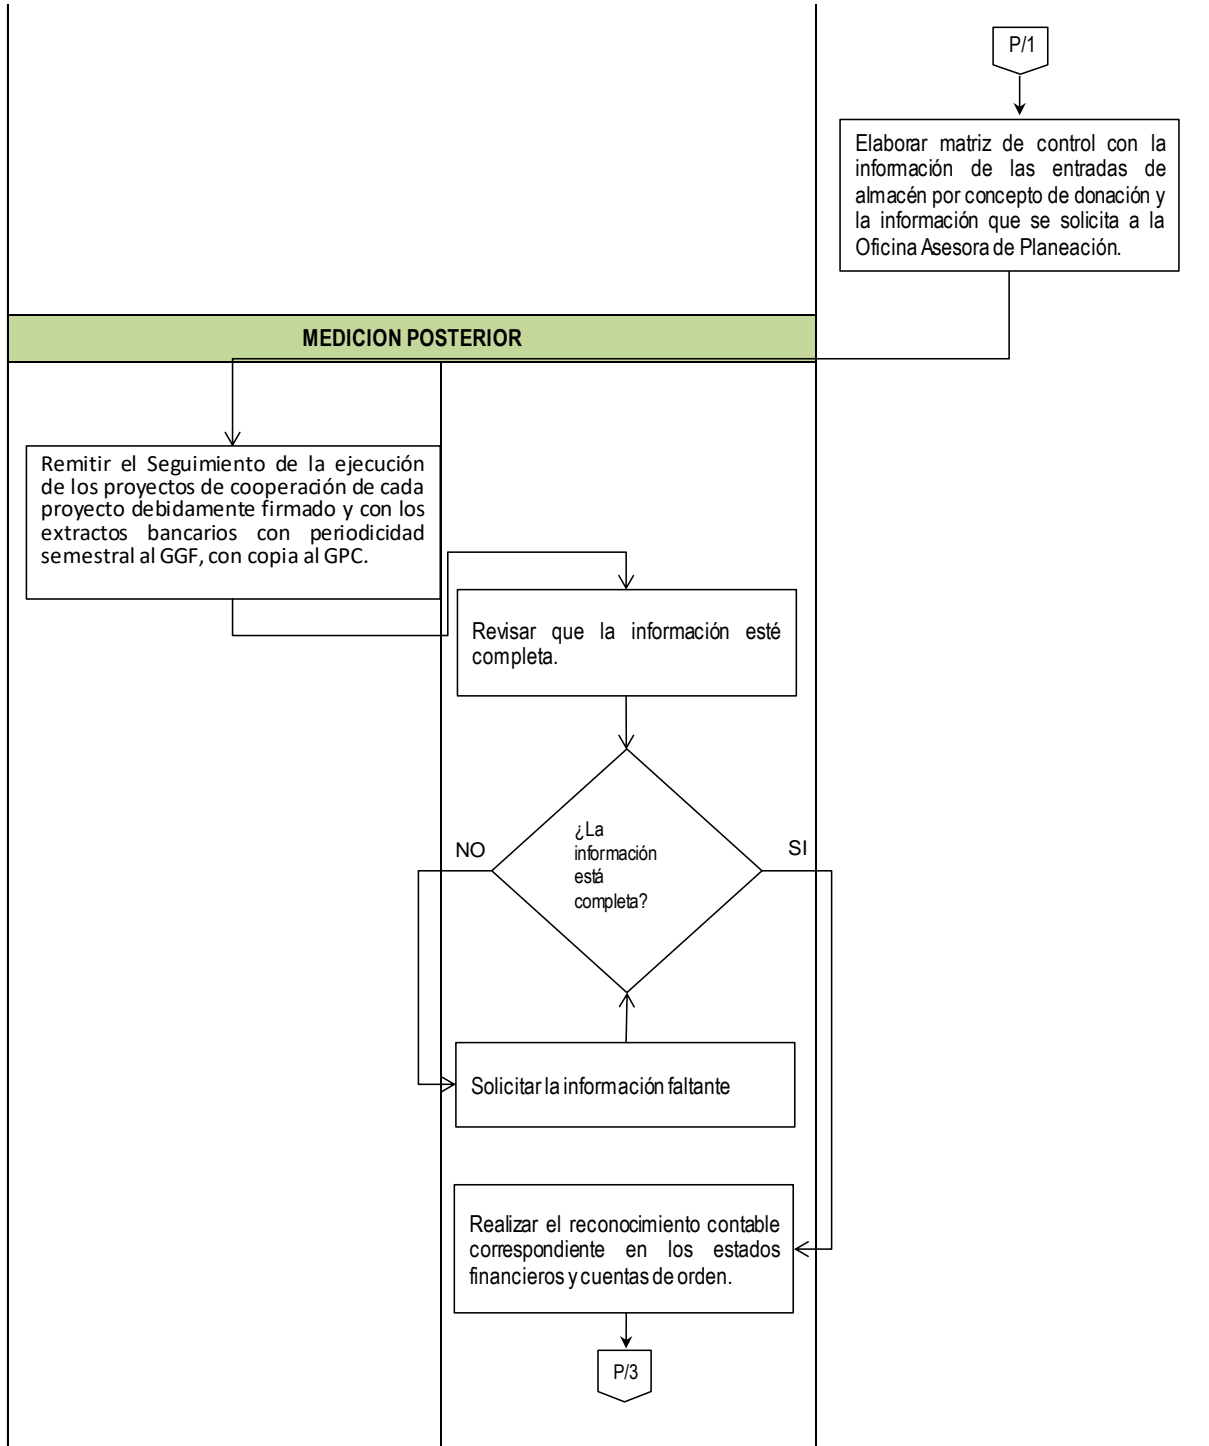 P/1
Elaborar matriz de control con la
información de las entradas de
almacén por concepto de donación y
la información que se solicita a la
Oficina Asesora de Planeación.
MEDICION POSTERIOR
Remitir el Seguimiento de la ejecución
de los proyectos de cooperación de cada
proyecto debidamente firmado y con los
extractos bancarios con periodicidad
semestral al GGF, con copia al GPC.
Revisar que la información esté
completa.
¿La
información
está
completa?
NO
SI
Solicitar la información faltante
Realizar el reconocimiento contable
correspondiente en los estados
financieros y cuentas de orden.
P/3